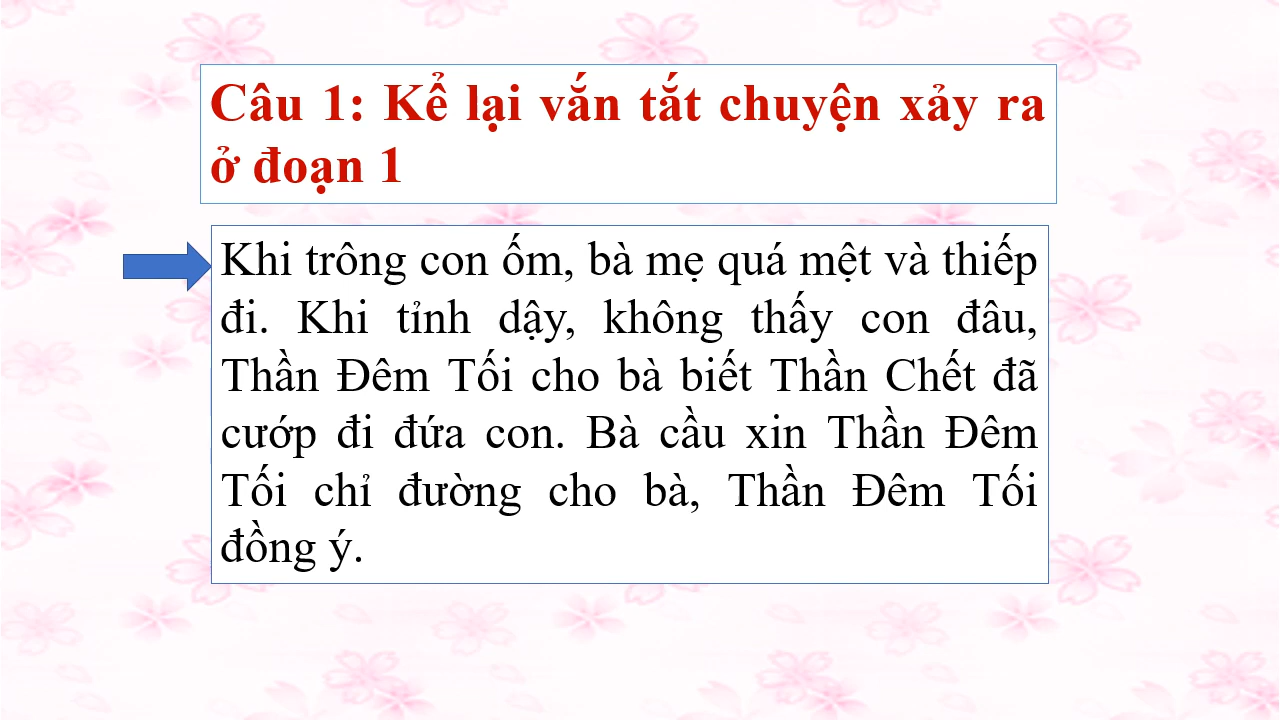 Câu 1: Kể lại vắn tắt chuyện xảy ra
ở đoạn 1
Khi trông con ốm, bà mẹ quá mệt và thiếp
đi. Khi tỉnh dậy, không thấy con đâu,
Thần Đêm Tối cho bà biết Thần Chết đã
cướp đi đứa con. Bà cầu xin Thần Đêm
Tối chỉ đường cho bà, Thần Đêm Tối
đồng ý.